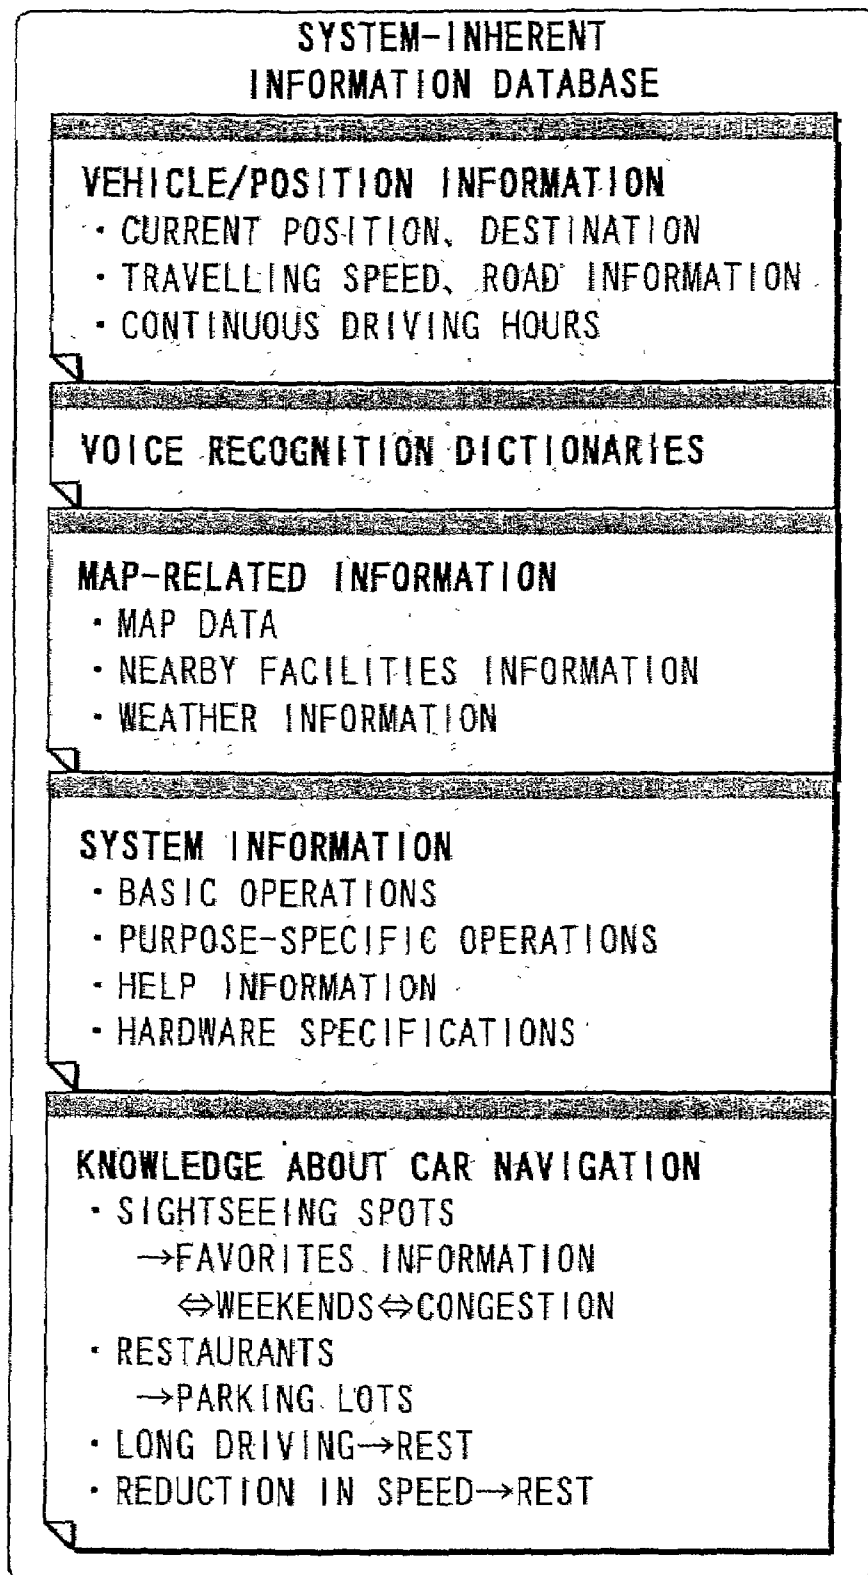 SYSTEM-INHERENT
INFORMATION DATABASE
VEHICLE/POSITION INFORMATION
・CURRENT POSITION、DESTINATION
・TRAVELLING SPEED、ROAD INFORMATION
・CONTINUOUS DRIVING HOURS
VOICE RECOGNITION DICTIONARIES
MAP-RELATED INFORMATION
・MAP DATA
・NEARBY FACILITIES INFORMATION
・WEATHER INFORMATION
SYSTEM INFORMATION
・BASIC OPERATIONS
・PURPOSE-SPECIFIC OPERATIONS
・HELP INFORMATION
・HARDWARE SPECIFICATIONS
KNOWLEDGE ABOUT CAR NAVIGATION
・SIGHTSEEING SPOTS
→FAVORITES INFORMATION
⇔WEEKENDS⇔CONGESTION
・RESTAURANTS
→PARKING LOTS
・LONG DRIVING→REST
・REDUCTION IN SPEED→REST